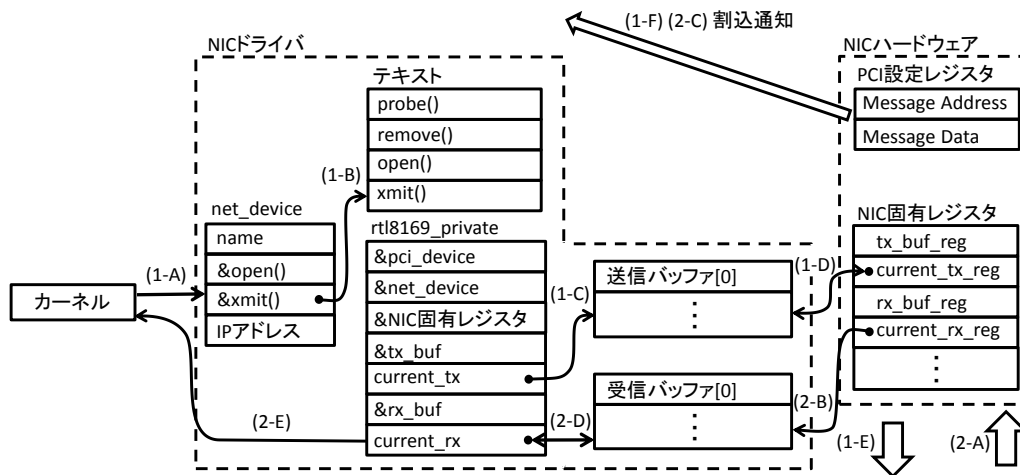 (1-F) (2-C) 割込通知
NICドライバ
NICハードウェア
テキスト
probe()
remove()
open()
xmit()
PCI設定レジスタ
Message Address
Message Data
(1-B)
net_device
name
&open()
&xmit()
IPアドレス
(1-A)
カーネル
rtl8169_private
&pci_device
&net_device
&NIC固有レジスタ
&tx_buf
current_tx
&rx_buf
current_rx
(1-C)
送信バッファ[0]
⋮
(1-D)
NIC固有レジスタ
tx_buf_reg
current_tx_reg
rx_buf_reg
current_rx_reg
⋮
受信バッファ[0]
⋮
(2-B)
(2-D)
(2-E)
(1-E)
(2-A)